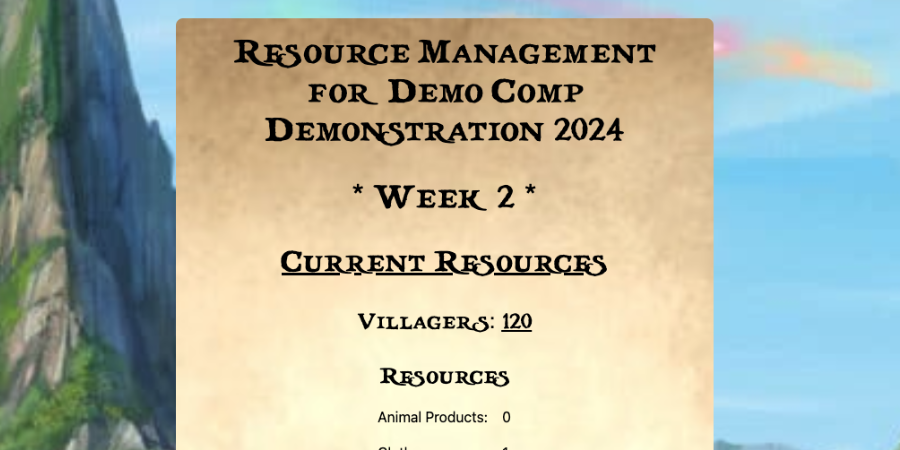 Resource Management
for Demo Comp
Demonstration 2024
* Week 2 *
Current Resources
Villagers: 120
Resources
Animal Products: 0